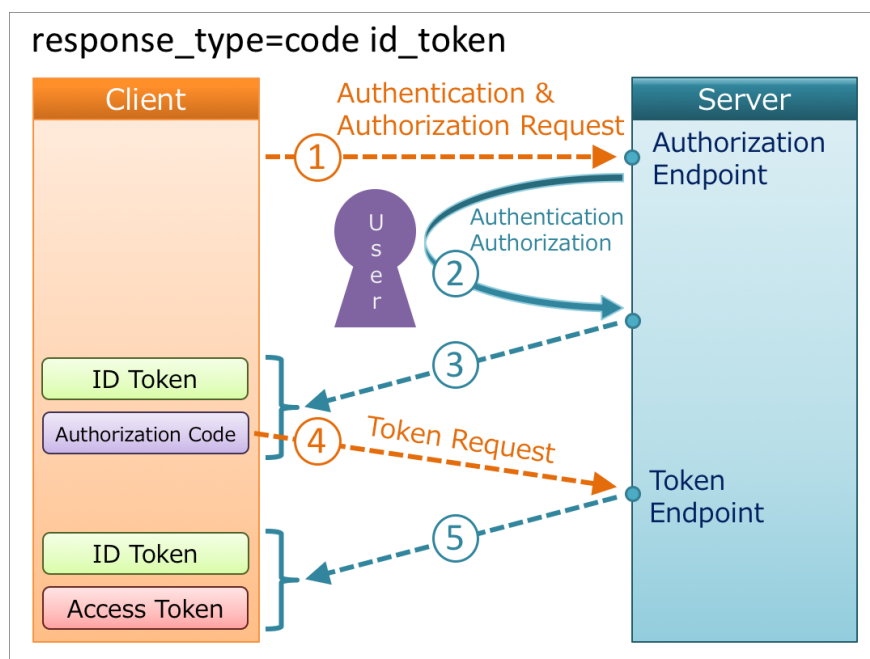 response_type=code id_token
Client
Authentication &
Authorization Request
Server
1
Authorization
Endpoint
User
Authentication
Authorization
2
3
ID Token
Authorization Code
4
Token Request
Token
Endpoint
5
ID Token
Access Token